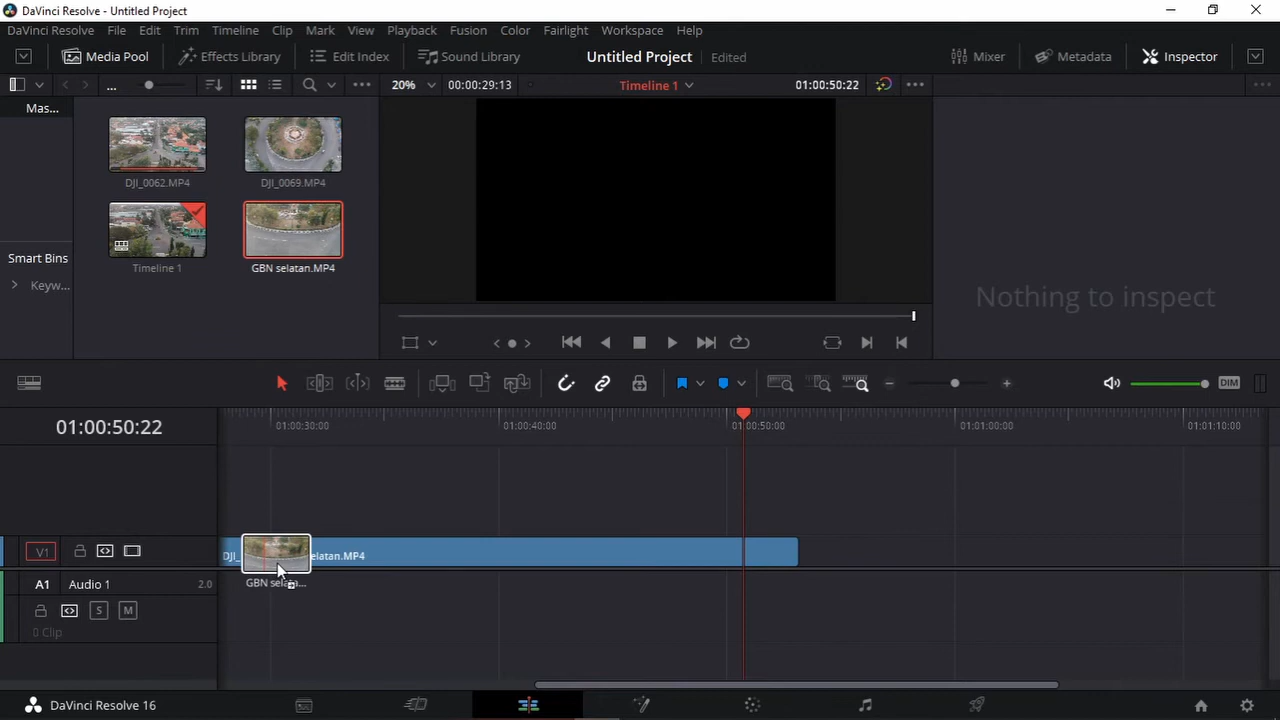 DaVinci Resolve - Untitled Project
DaVinci Resolve File Edit Trim Timeline Clip Mark View Playback Fusion Color Fairlight Workspace Help
Media Pool Effects Library Edit Index Sound Library Untitled Project Edited Mixer Metadata Inspector
... 20% 00:00:29:13 Timeline 1 01:00:50:22
Mas...
DJI_0062.MP4 DJI_0069.MP4
Timeline 1 GBN selatan.MP4
Smart Bins
Keyw...
Nothing to inspect
DIM
01:00:50:22
01:00:30:00 01:00:40:00 01:00:50:00 01:01:00:00 01:01:10:00
V1 DJI_ elatan.MP4
A1 Audio 1 2.0 GBN selata...
S M
0 Clip
DaVinci Resolve 16